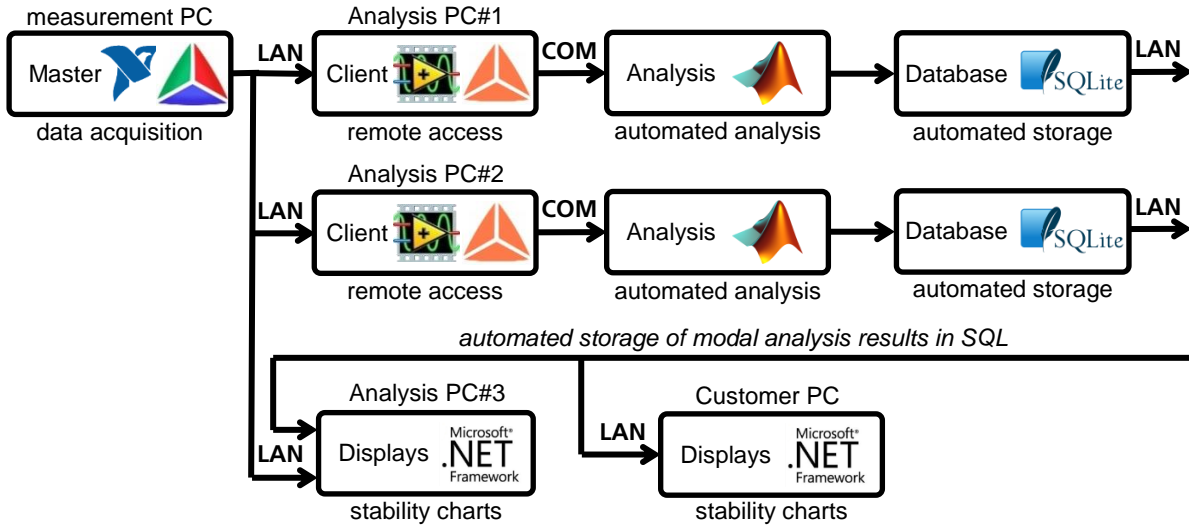 measurement PC
Master
data acquisition
LAN
Analysis PC#1
Client
remote access
COM
Analysis
automated analysis
Database
SQLite
automated storage
LAN
LAN
Analysis PC#2
Client
remote access
COM
Analysis
automated analysis
Database
SQLite
automated storage
LAN
automated storage of modal analysis results in SQL
Analysis PC#3
LAN
Displays
Microsoft®
.NET
Framework
stability charts
Customer PC
LAN
Displays
Microsoft®
.NET
Framework
stability charts